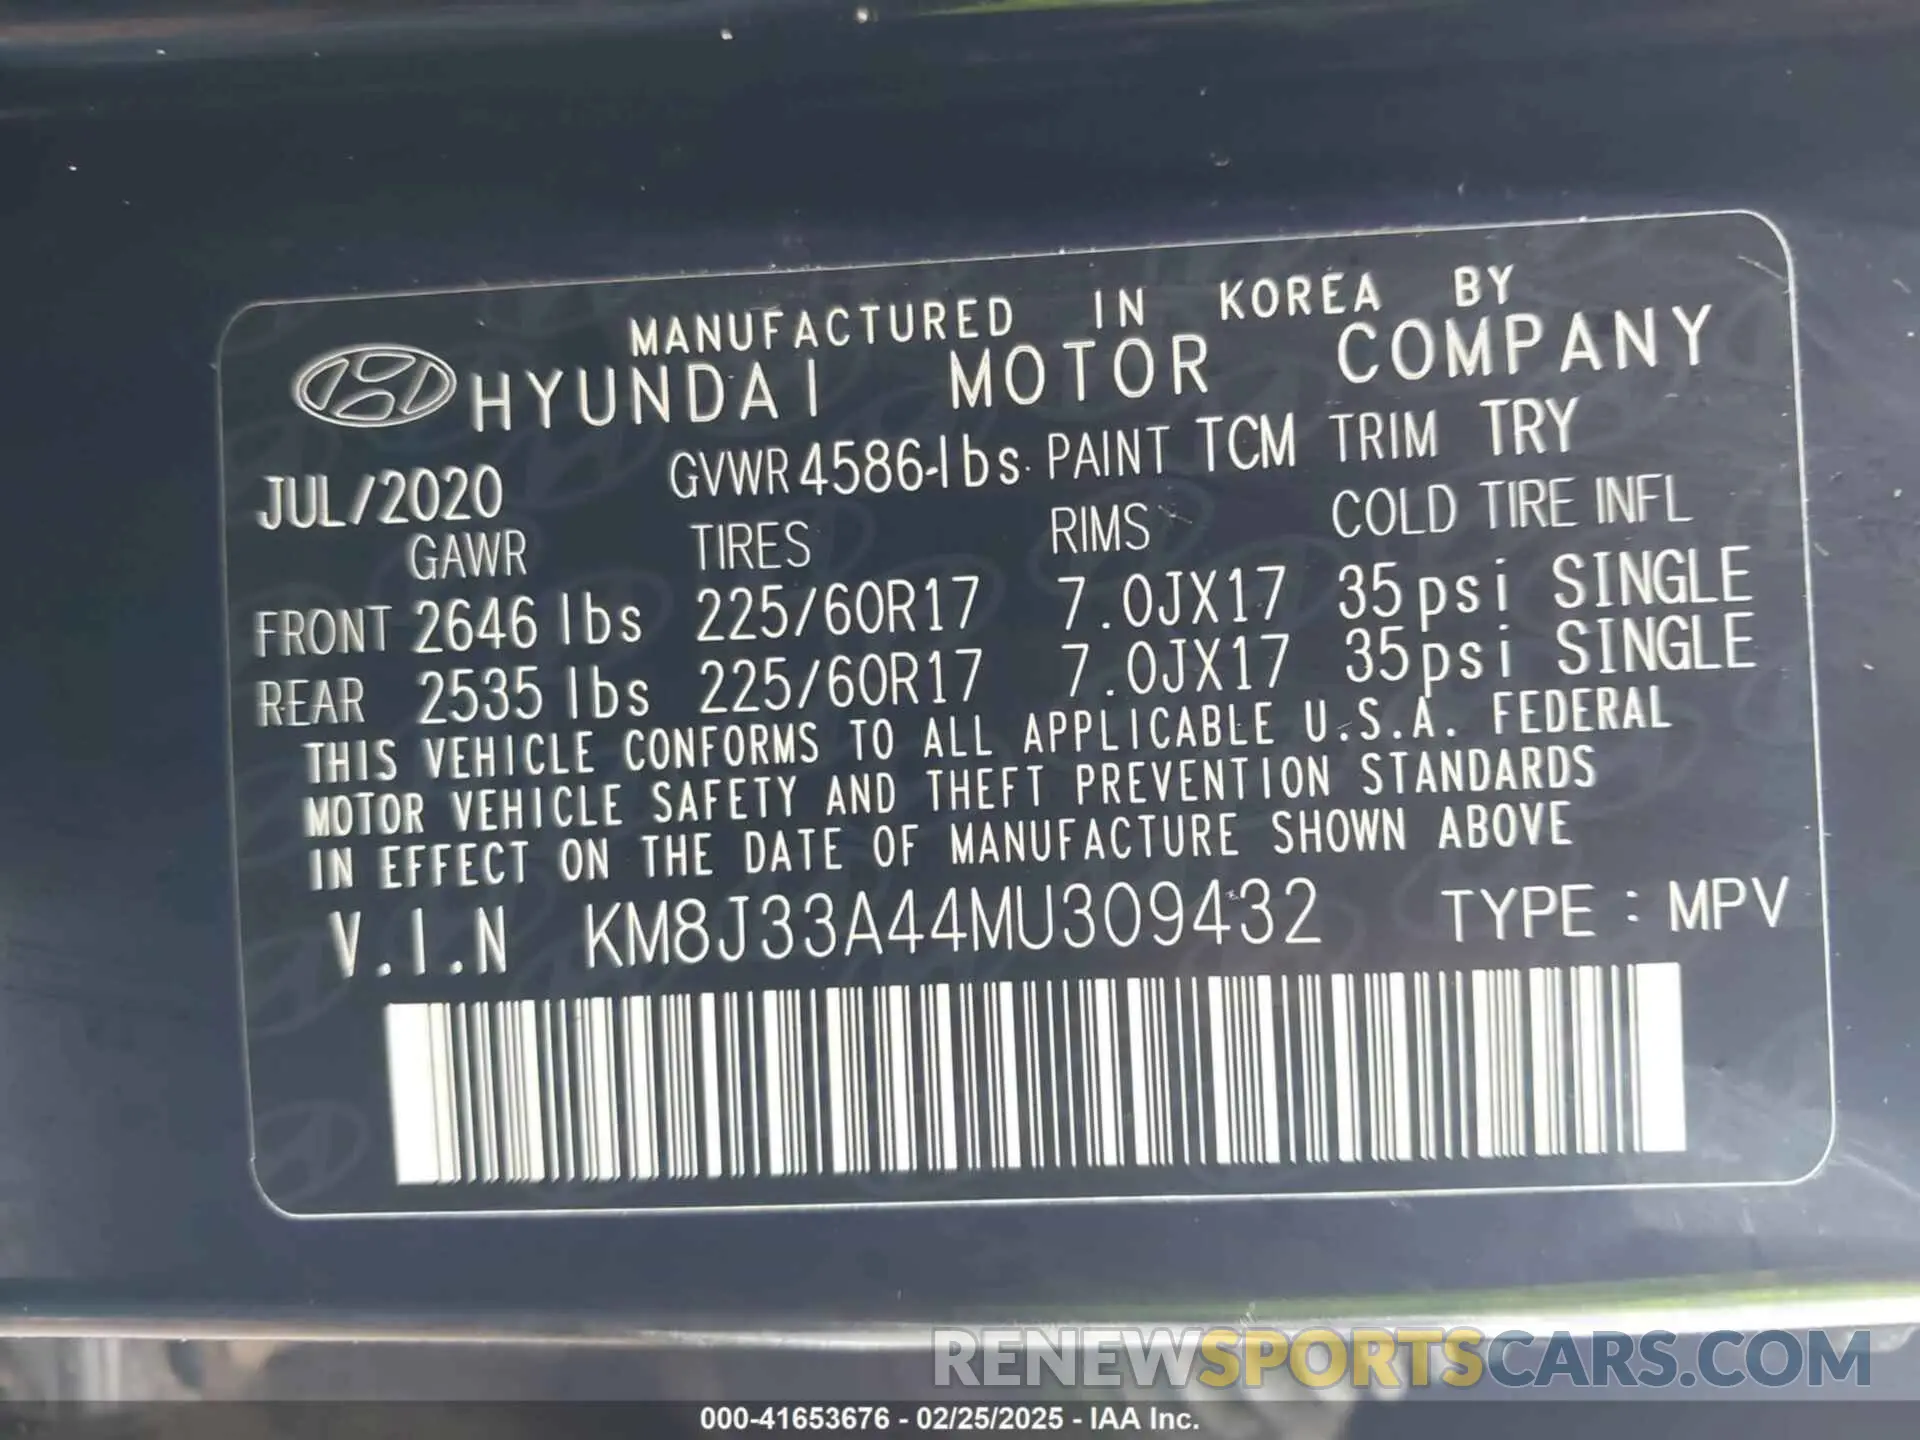 MANUFACTURED IN KOREA BY
HYUNDAI MOTOR COMPANY
JUL/2020 GVWR 4586-lbs. PAINT TCM TRIM TRY
GAWR TIRES RIMS COLD TIRE INFL
FRONT 2646 lbs 225/60R17 7.0JX17 35psi SINGLE
REAR 2535 lbs 225/60R17 7.0JX17 35psi SINGLE
THIS VEHICLE CONFORMS TO ALL APPLICABLE U.S.A. FEDERAL
MOTOR VEHICLE SAFETY AND THEFT PREVENTION STANDARDS
IN EFFECT ON THE DATE OF MANUFACTURE SHOWN ABOVE
V.I.N KM8J33A44MU309432 TYPE : MPV
RENEWSPORTSCARS.COM
000-41653676 - 02/25/2025 - IAA Inc.